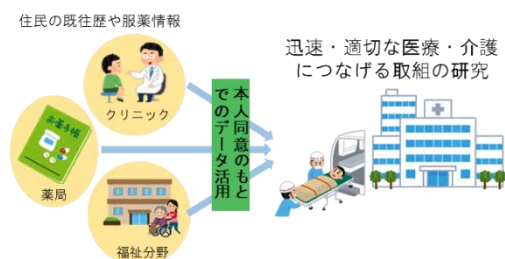 住民の既往歴や服薬情報
迅速・適切な医療・介護
につなげる取組の研究
クリニック
お薬手帳
薬局
本人同意のもと
でのデータ活用
福祉分野